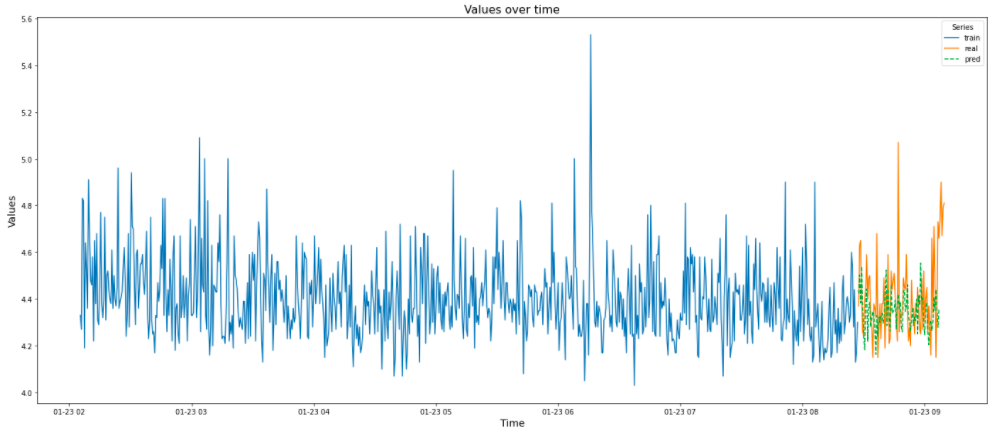 Values over time
5.6
5.4
5.2
5.0
4.8
4.6
4.4
4.2
4.0
Values
Series
train
real
pred
01-23 02
01-23 03
01-23 04
01-23 05
01-23 06
01-23 07
01-23 08
01-23 09
Time